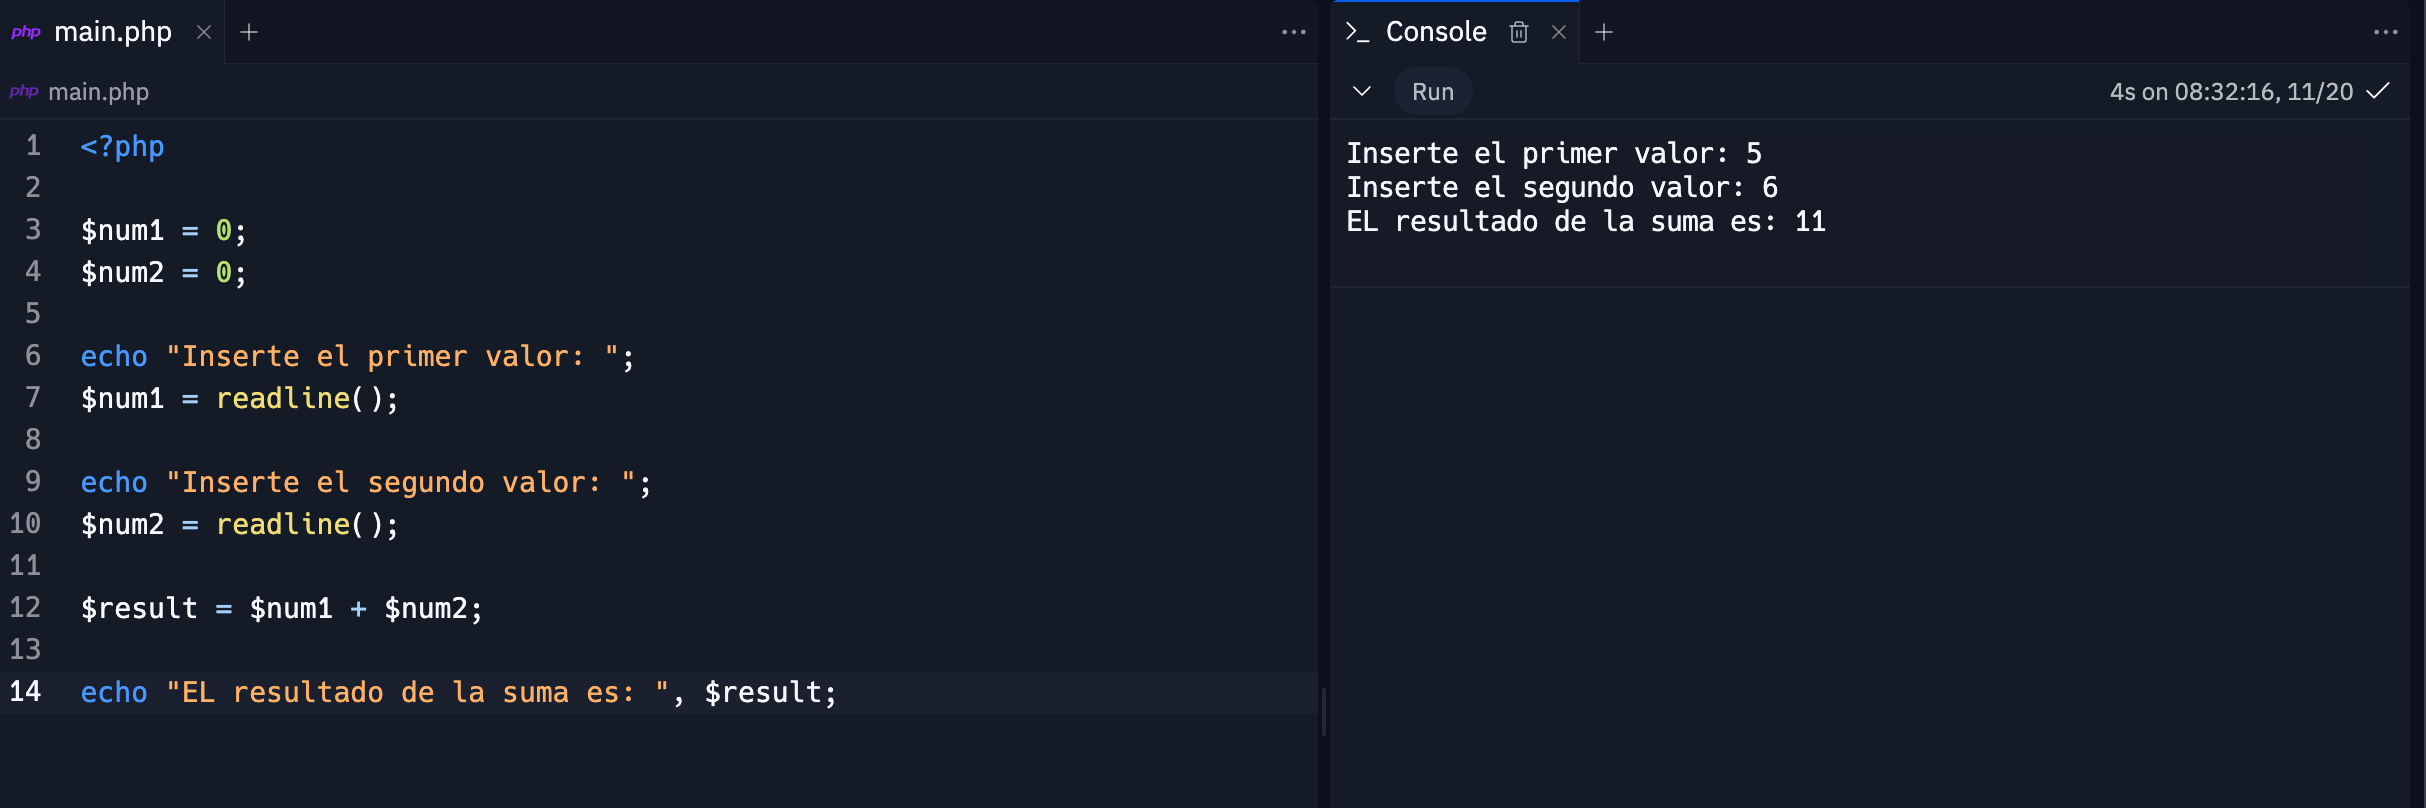 php main.php
php main.php
1 <?php
2
3 $num1 = 0;
4 $num2 = 0;
5
6 echo "Inserte el primer valor: ";
7 $num1 = readline();
8
9 echo "Inserte el segundo valor: ";
10 $num2 = readline();
11
12 $result = $num1 + $num2;
13
14 echo "EL resultado de la suma es: ", $result;
Console
Run 4s on 08:32:16, 11/20
Inserte el primer valor: 5
Inserte el segundo valor: 6
EL resultado de la suma es: 11